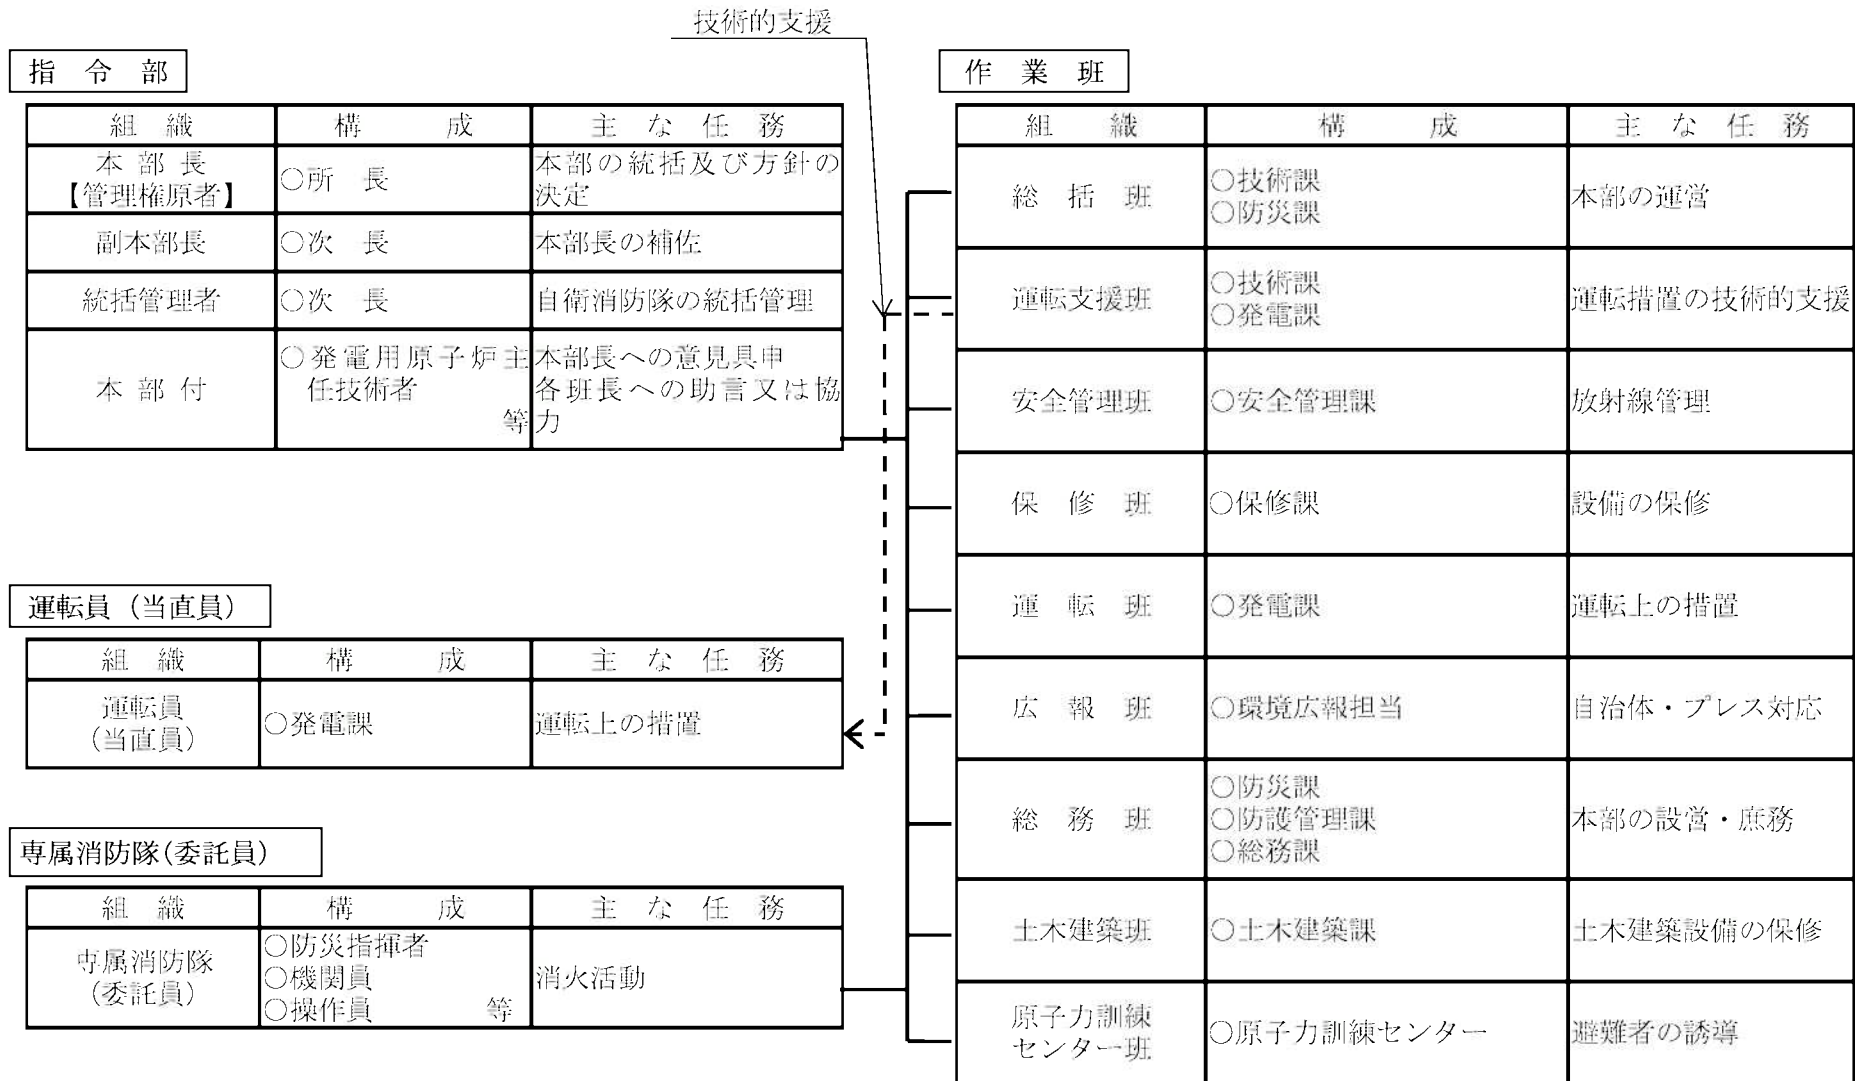 技術的支援
指 令 部
組 織 構 成 主 な 任 務
本 部 長
【管理権原者】
○所 長
本部の統括及び方針の
決定
副本部長 ○次 長 本部長の補佐
統括管理者 ○次 長 自衛消防隊の統括管理
本 部 付
○発電用原子炉主
任技術者
等
本部長への意見具申
各班長への助言又は協
力
運転員（当直員）
組 織 構 成 主 な 任 務
運転員
(当直員)
○発電課
運転上の措置
専属消防隊(委託員)
組 織 構 成 主 な 任 務
専属消防隊
(委託員)
○防災指揮者
○機関員
○操作員 等
消火活動
作 業 班
組 織 構 成 主 な 任 務
総 括 班
○技術課
○防災課
本部の運営
運転支援班
○技術課
○発電課
運転措置の技術的支援
安全管理班 ○安全管理課 放射線管理
保 修 班 ○保修課 設備の保修
運 転 班 ○発電課 運転上の措置
広 報 班 ○環境広報担当 自治体・プレス対応
総 務 班
○防災課
○防護管理課
○総務課
本部の設営・庶務
土木建築班 ○土木建築課 土木建築設備の保修
原子力訓練
センター班
○原子力訓練センター
避難者の誘導